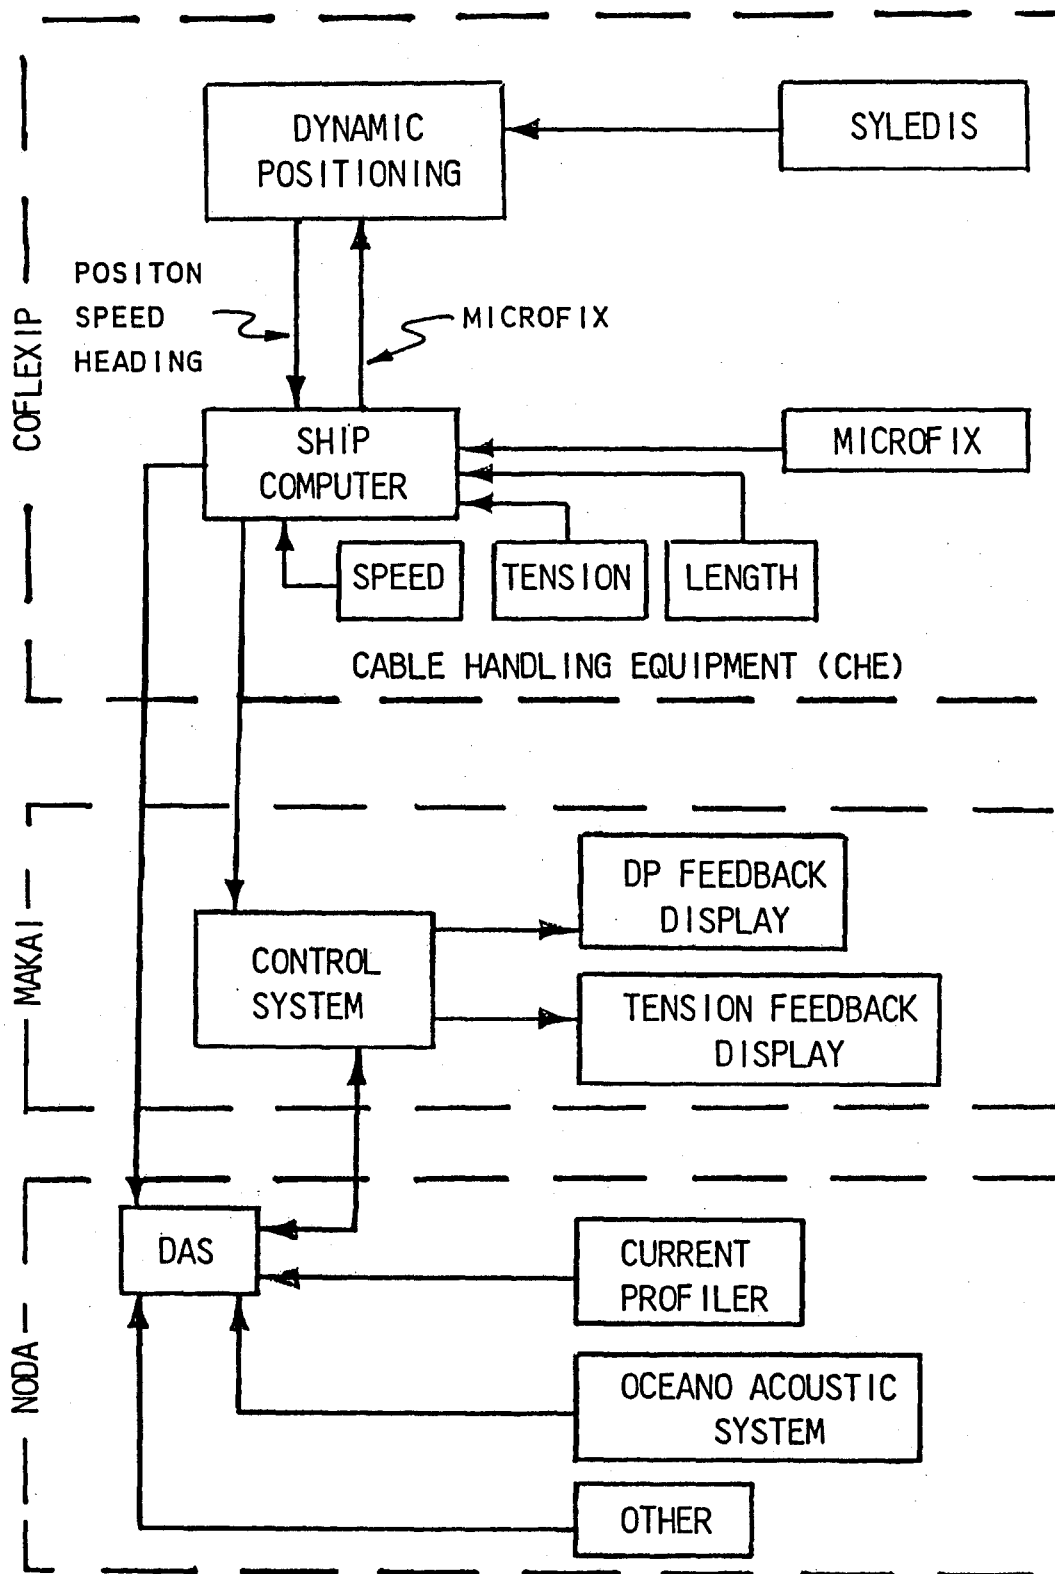 COFLEXIP
DYNAMIC
POSITIONING
SYLEDIS
POSITON
SPEED
HEADING
MICROFIX
SHIP
COMPUTER
MICROFIX
SPEED
TENSION
LENGTH
CABLE HANDLING EQUIPMENT (CHE)
MAKAI
DP FEEDBACK
DISPLAY
CONTROL
SYSTEM
TENSION FEEDBACK
DISPLAY
NODA
DAS
CURRENT
PROFILER
OCEANO ACOUSTIC
SYSTEM
OTHER